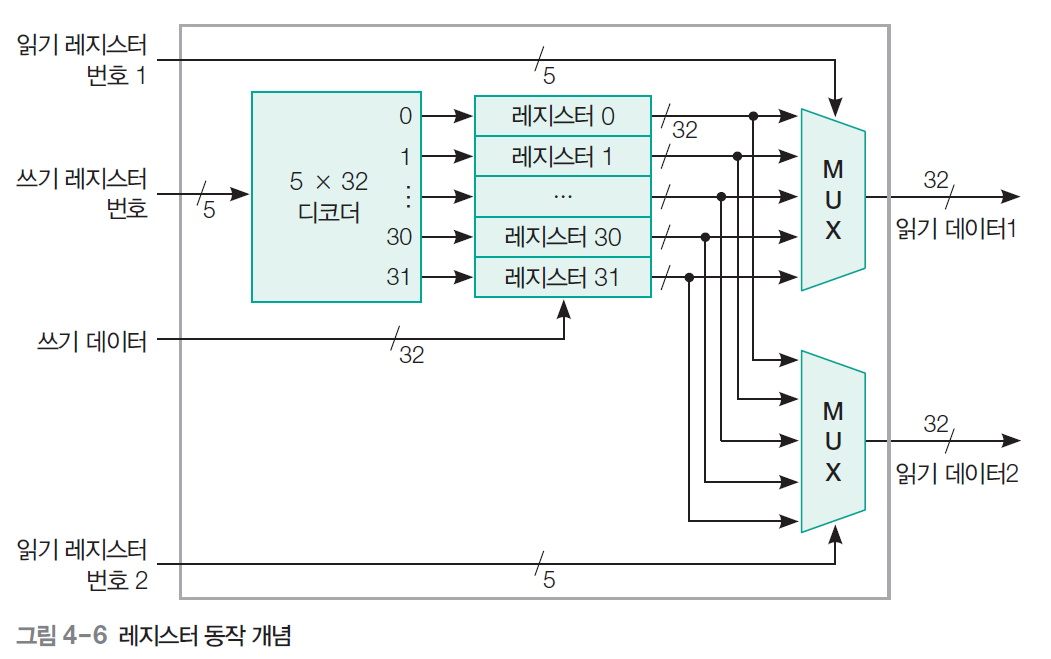 읽기 레지스터
번호 1
5
0
레지스터 0
32
1
레지스터 1
M
U
X
32
읽기 데이터1
쓰기 레지스터
번호
5
5 × 32
디코더
⋮
...
30
레지스터 30
31
레지스터 31
쓰기 데이터
32
M
U
X
32
읽기 데이터2
읽기 레지스터
번호 2
5
그림 4-6 레지스터 동작 개념